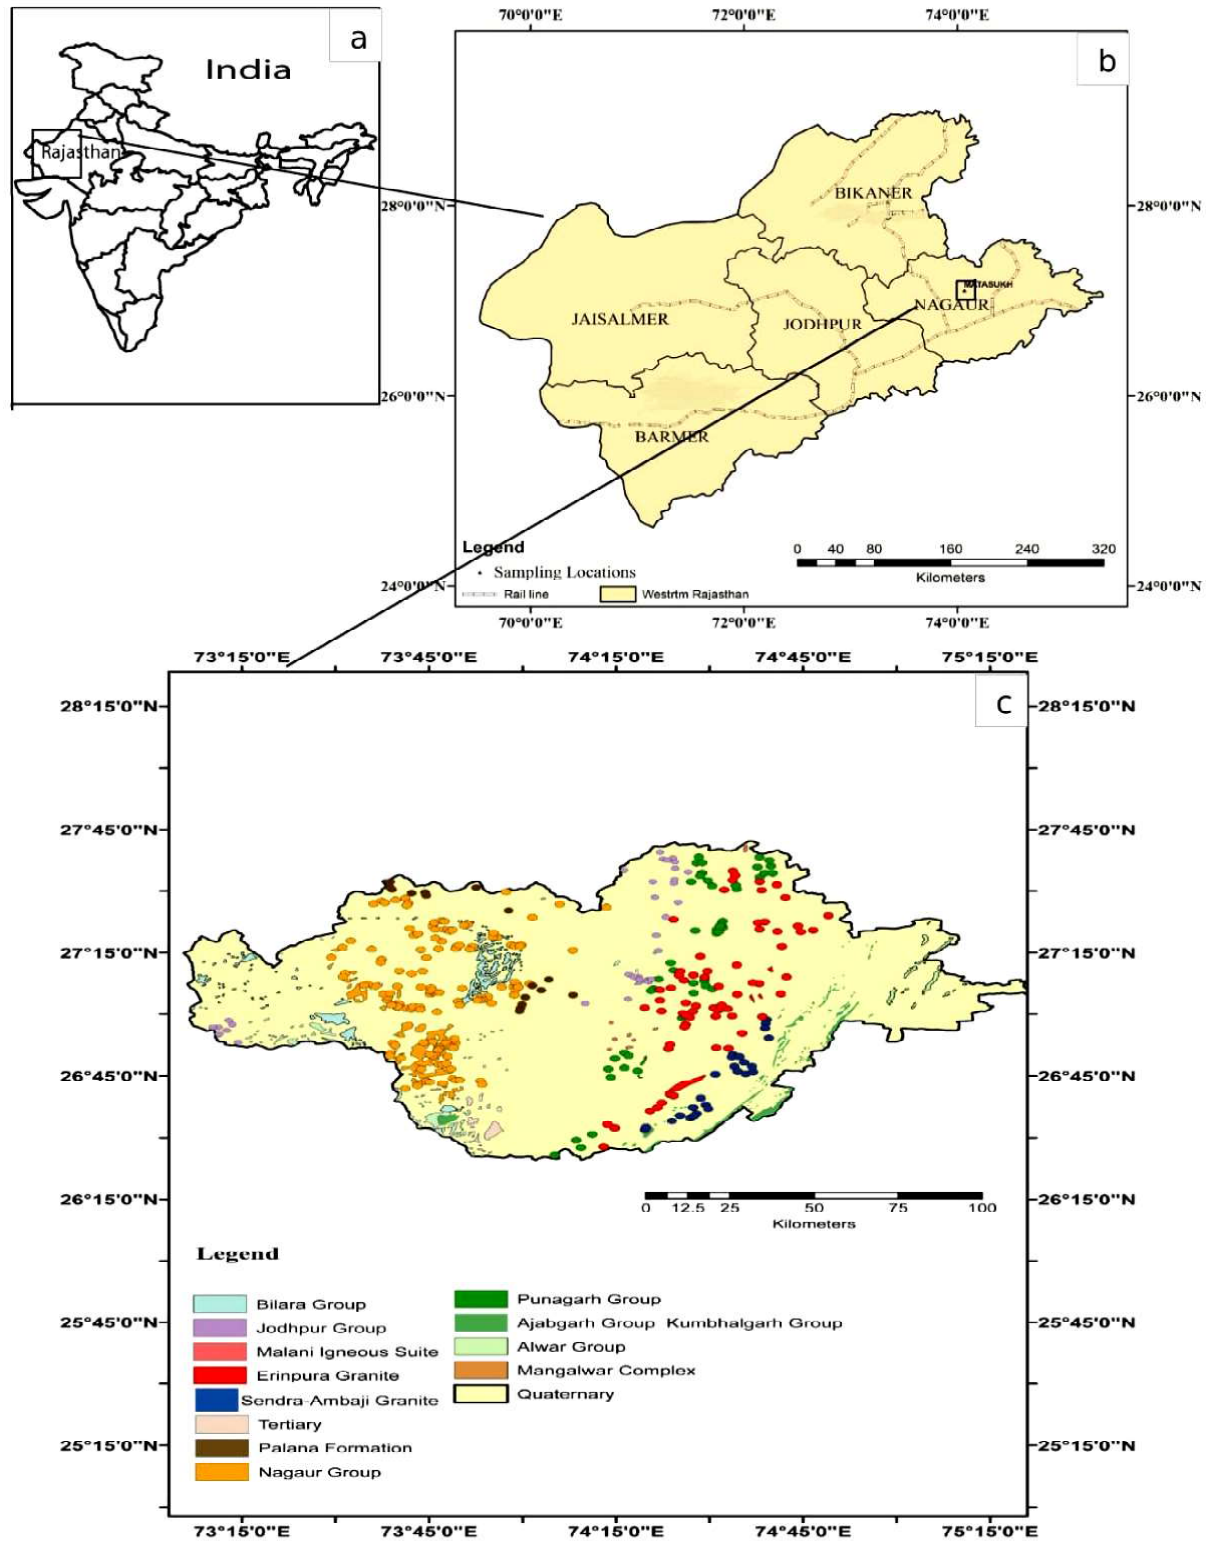 a
India
Rajasthan
70°0'0"E 72°0'0"E 74°0'0"E
b
BIKANER
28°0'0"N 28°0'0"N
MATASUKH
NAGAUR
JAISALMER
JODHPUR
26°0'0"N 26°0'0"N
BARMER
Legend
Sampling Locations
Rail line
Westrtm Rajasthan
0 40 80 160 240 320
Kilometers
24°0'0"N 24°0'0"N
70°0'0"E 72°0'0"E 74°0'0"E
73°15'0"E 73°45'0"E 74°15'0"E 74°45'0"E 75°15'0"E
c
28°15'0"N 28°15'0"N
27°45'0"N 27°45'0"N
27°15'0"N 27°15'0"N
26°45'0"N 26°45'0"N
26°15'0"N 26°15'0"N
0 12.5 25 50 75 100
Kilometers
Legend
Bilara Group
Jodhpur Group
Malani Igneous Suite
Erinpura Granite
Sendra-Ambaji Granite
Tertiary
Palana Formation
Nagaur Group
Punagarh Group
Ajabgarh Group Kumbhalgarh Group
Alwar Group
Mangalwar Complex
Quaternary
25°45'0"N 25°45'0"N
25°15'0"N 25°15'0"N
73°15'0"E 73°45'0"E 74°15'0"E 74°45'0"E 75°15'0"E